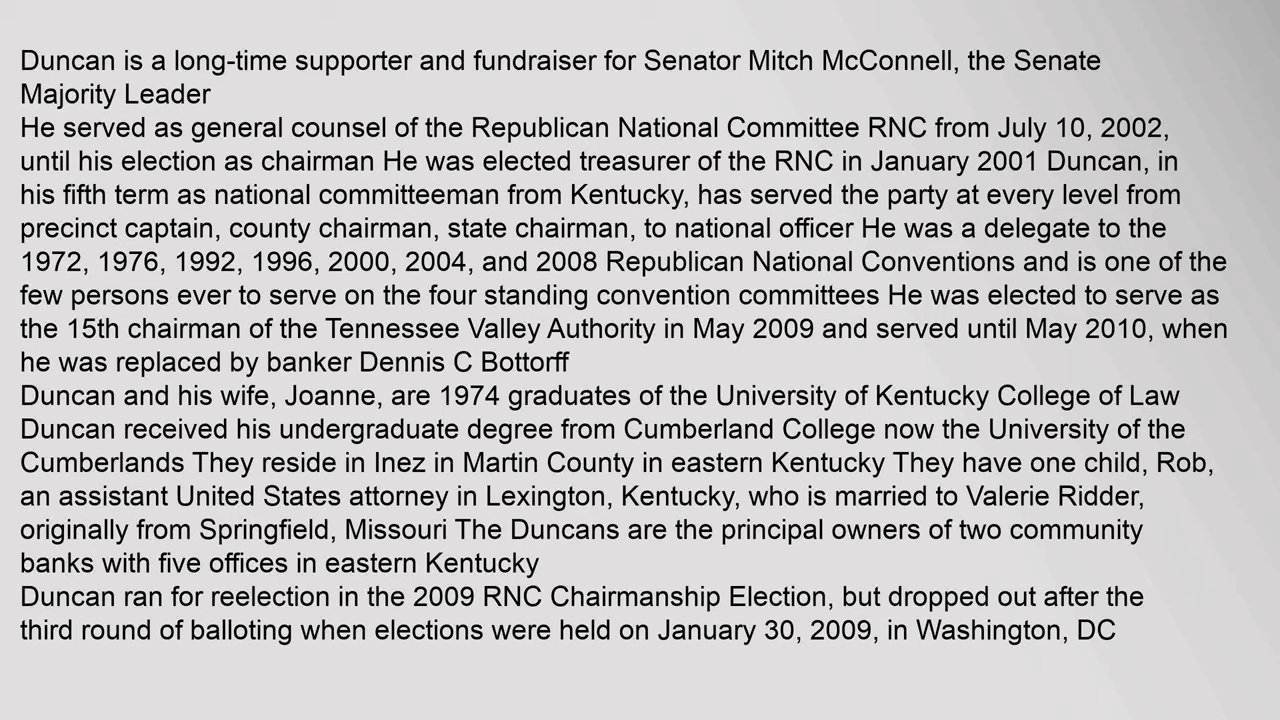 Duncan is a long-time supporter and fundraiser for Senator Mitch McConnell, the Senate
Majority Leader
He served as general counsel of the Republican National Committee RNC from July 10, 2002,
until his election as chairman He was elected treasurer of the RNC in January 2001 Duncan, in
his fifth term as national committeeman from Kentucky, has served the party at every level from
precinct captain, county chairman, state chairman, to national officer He was a delegate to the
1972, 1976, 1992, 1996, 2000, 2004, and 2008 Republican National Conventions and is one of the
few persons ever to serve on the four standing convention committees He was elected to serve as
the 15th chairman of the Tennessee Valley Authority in May 2009 and served until May 2010, when
he was replaced by banker Dennis C Bottorff
Duncan and his wife, Joanne, are 1974 graduates of the University of Kentucky College of Law
Duncan received his undergraduate degree from Cumberland College now the University of the
Cumberlands They reside in Inez in Martin County in eastern Kentucky They have one child, Rob,
an assistant United States attorney in Lexington, Kentucky, who is married to Valerie Ridder,
originally from Springfield, Missouri The Duncans are the principal owners of two community
banks with five offices in eastern Kentucky
Duncan ran for reelection in the 2009 RNC Chairmanship Election, but dropped out after the
third round of balloting when elections were held on January 30, 2009, in Washington, DC